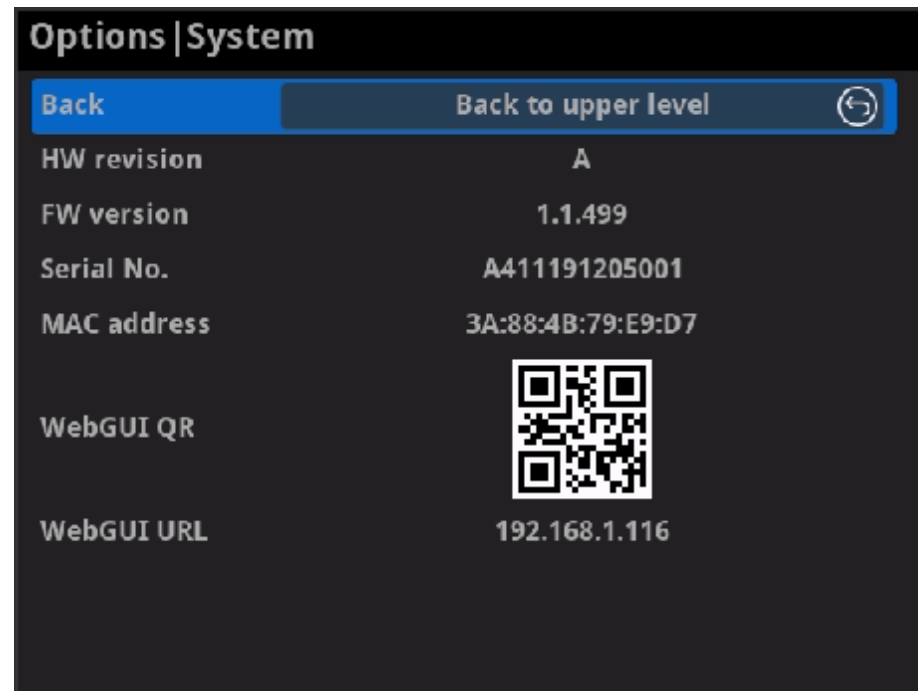 Options|System
Back Back to upper level
HW revision A
FW version 1.1.499
Serial No. A411191205001
MAC address 3A:88:4B:79:E9:D7
WebGUI QR
WebGUI URL 192.168.1.116